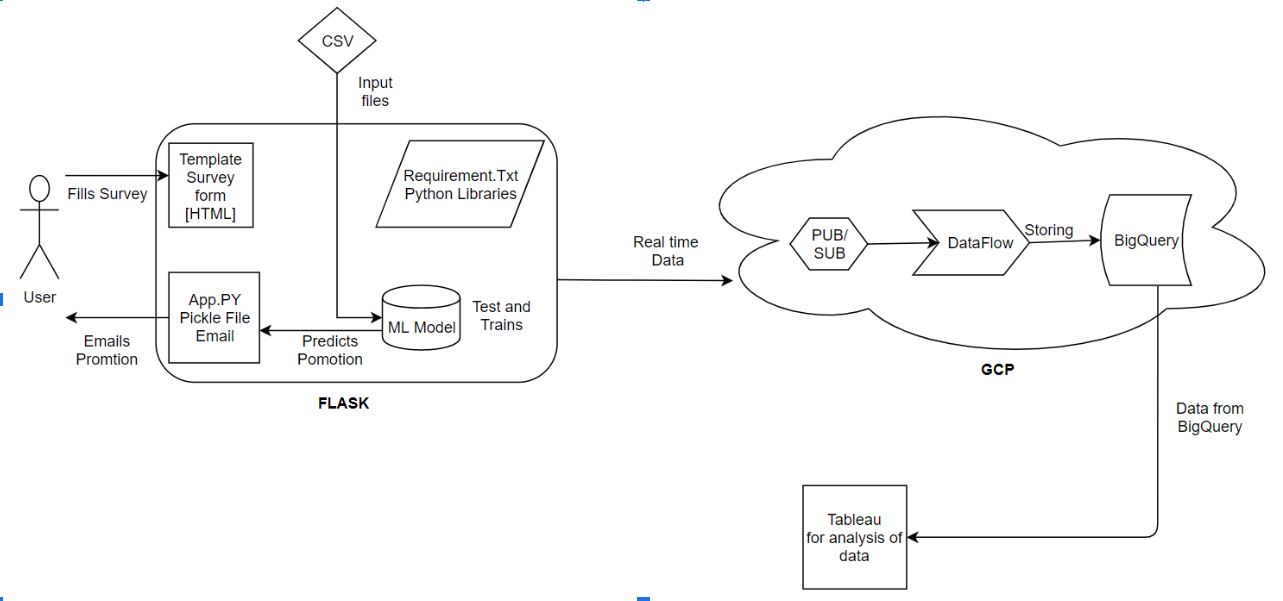 CSV
Input
files
Template
Survey
form
[HTML]
Requirement.Txt
Python Libraries
Fills Survey
User
App.PY
Pickle File
Email
ML Model
Test and
Trains
Predicts
Pomotion
Emails
Promtion
FLASK
Real time
Data
PUB/
SUB
DataFlow
Storing
BigQuery
GCP
Data from
BigQuery
Tableau
for analysis of
data